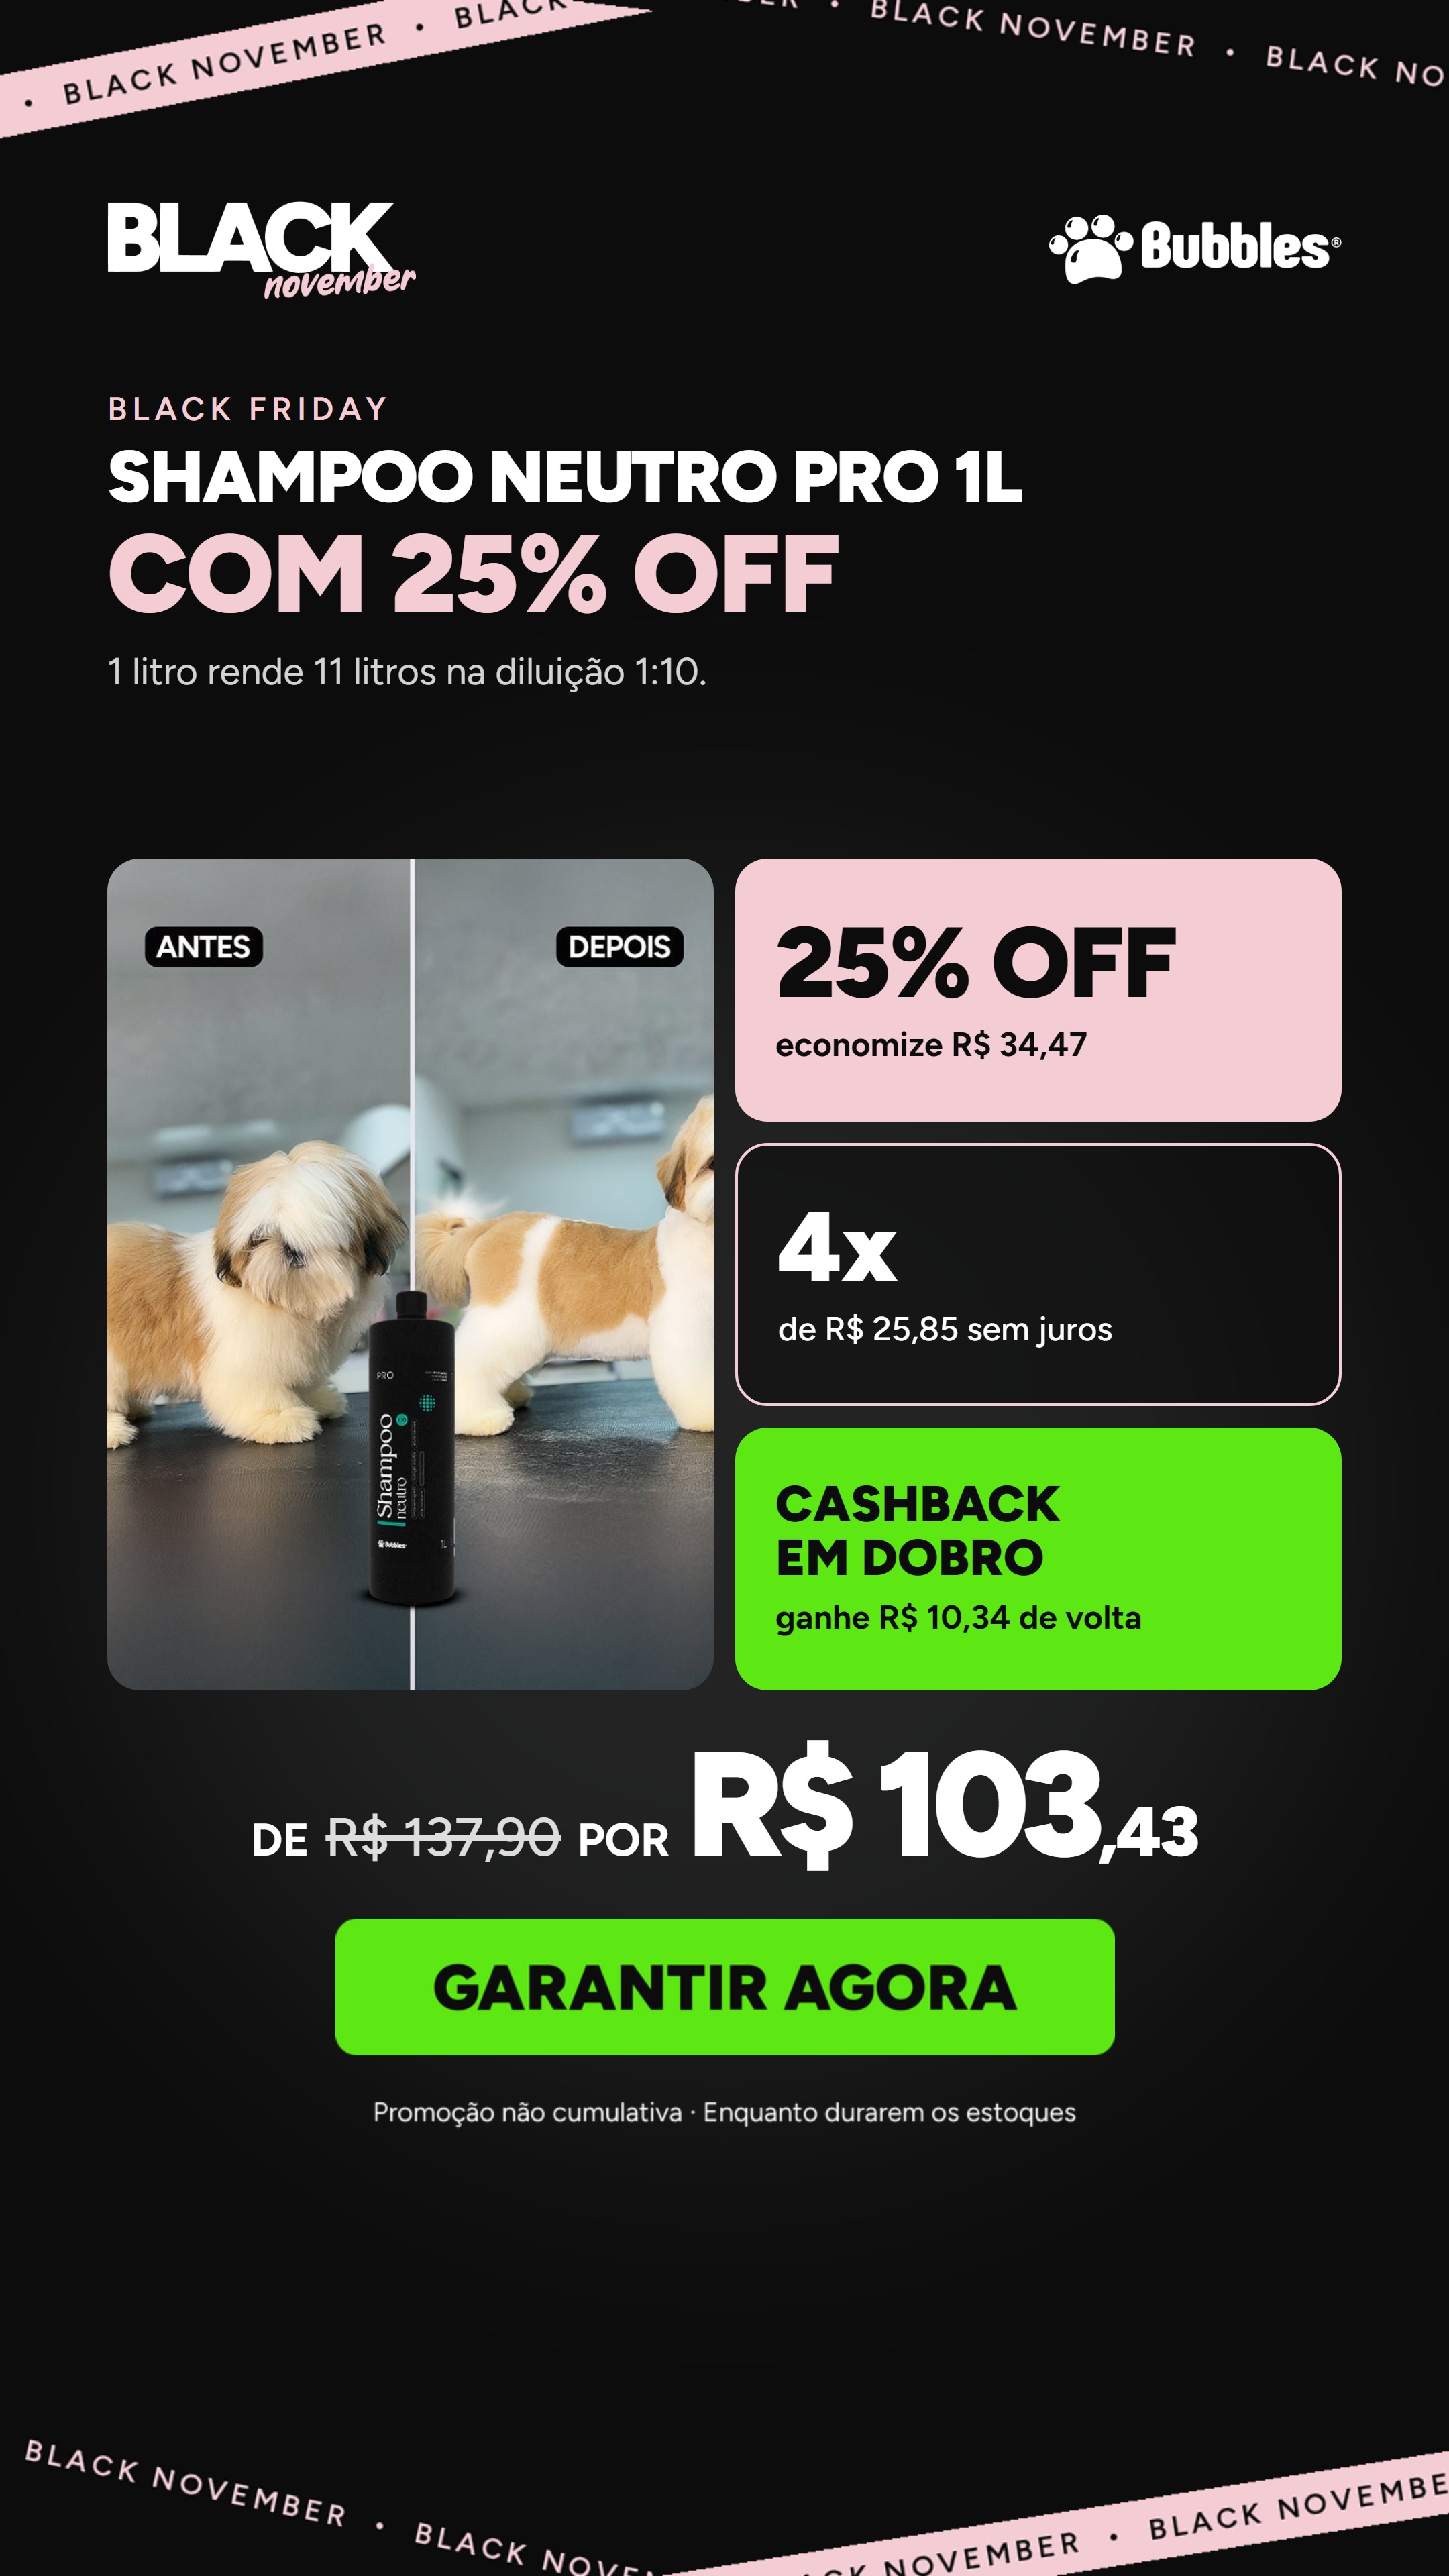 • BLACK NOVEMBER • BLACK
• BLACK NOVEMBER • BLACK NO
BLACK
november
Bubbles®
BLACK FRIDAY
SHAMPOO NEUTRO PRO 1L
COM 25% OFF
1 litro rende 11 litros na diluição 1:10.
ANTES
DEPOIS
PRO
Shampoo
neutro
Bubbles
1L
25% OFF
economize R$ 34,47
4x
de R$ 25,85 sem juros
CASHBACK
EM DOBRO
ganhe R$ 10,34 de volta
DE R$ 137,90 POR R$ 103,43
GARANTIR AGORA
Promoção não cumulativa · Enquanto durarem os estoques
BLACK NOVEMBER • BLACK NOVEM
CK NOVEMBER • BLACK NOVEMBE